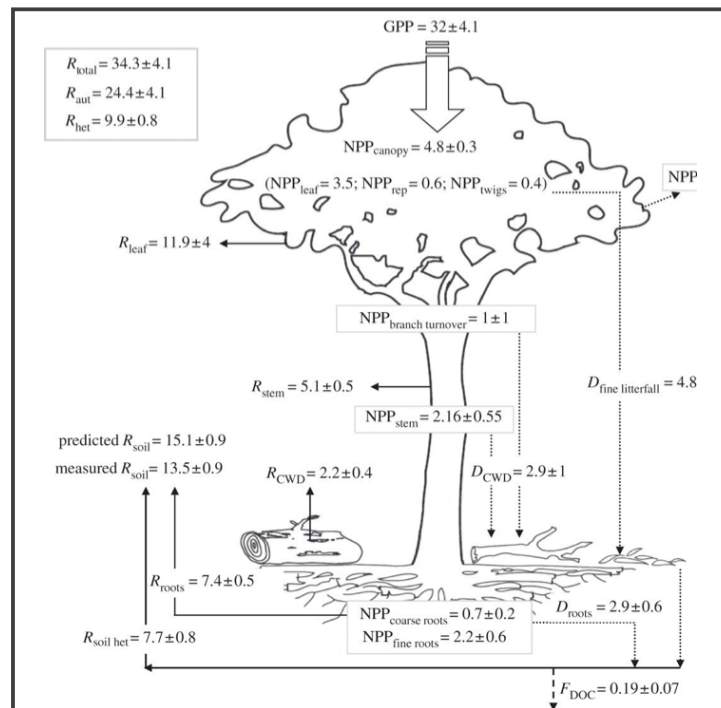 GPP = 32±4.1
R_total = 34.3±4.1
R_aut = 24.4±4.1
R_het = 9.9±0.8
NPP_canopy = 4.8±0.3
(NPP_leaf = 3.5; NPP_rep = 0.6; NPP_twigs = 0.4)
NPP
R_leaf = 11.9±4
NPP_branch turnover = 1±1
R_stem = 5.1±0.5
D_fine litterfall = 4.8
NPP_stem = 2.16±0.55
predicted R_soil = 15.1±0.9
measured R_soil = 13.5±0.9
R_CWD = 2.2±0.4
D_CWD = 2.9±1
R_roots = 7.4±0.5
NPP_coarse roots = 0.7±0.2
NPP_fine roots = 2.2±0.6
D_roots = 2.9±0.6
R_soil het = 7.7±0.8
F_DOC = 0.19±0.07